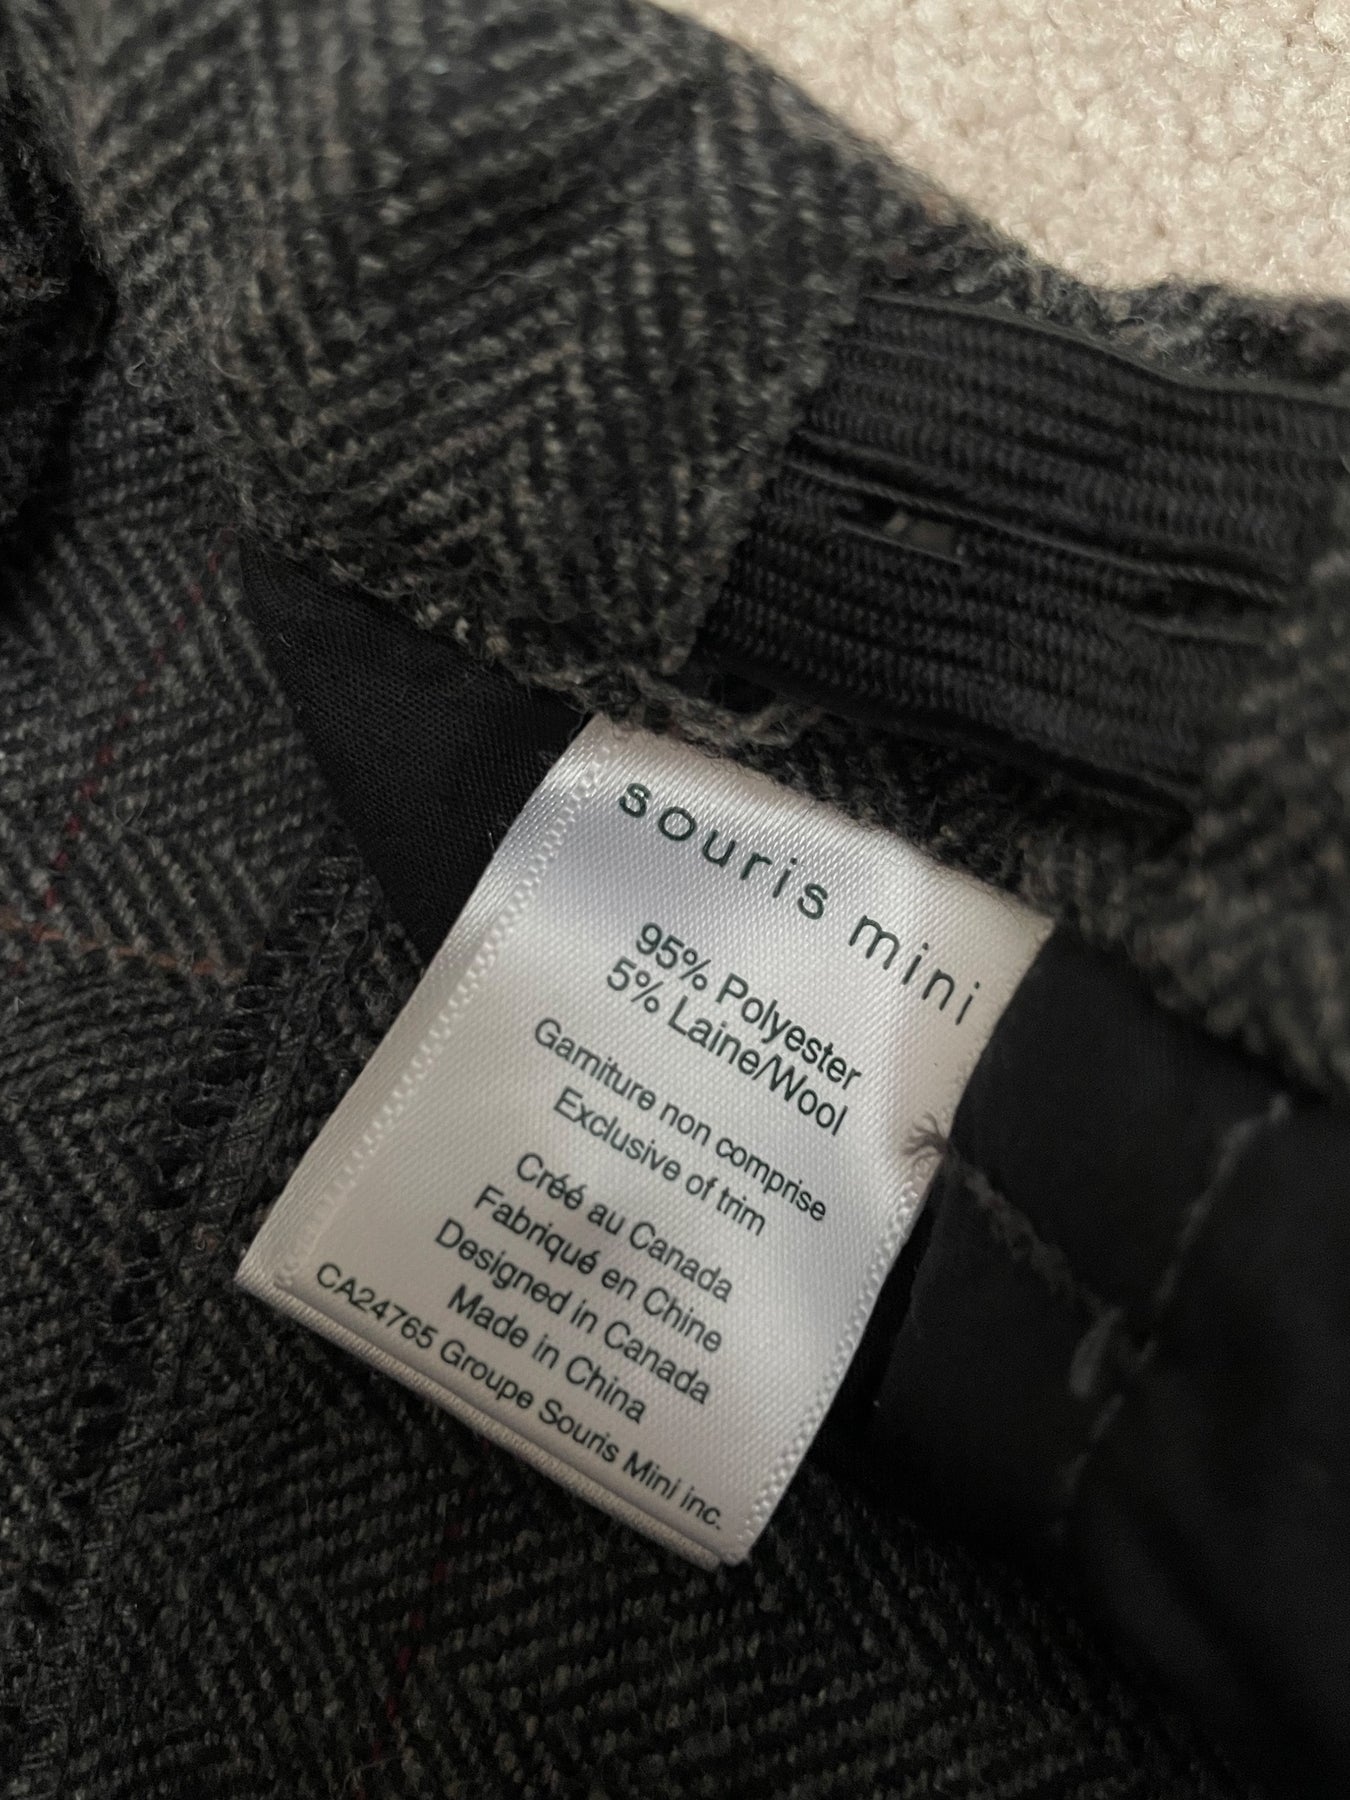 souris mini
95% Polyester
5% Laine/Wool
Garniture non comprise
Exclusive of trim
Créé au Canada
Fabriqué en Chine
Designed in Canada
Made in China
CA24765 Groupe Souris Mini inc.